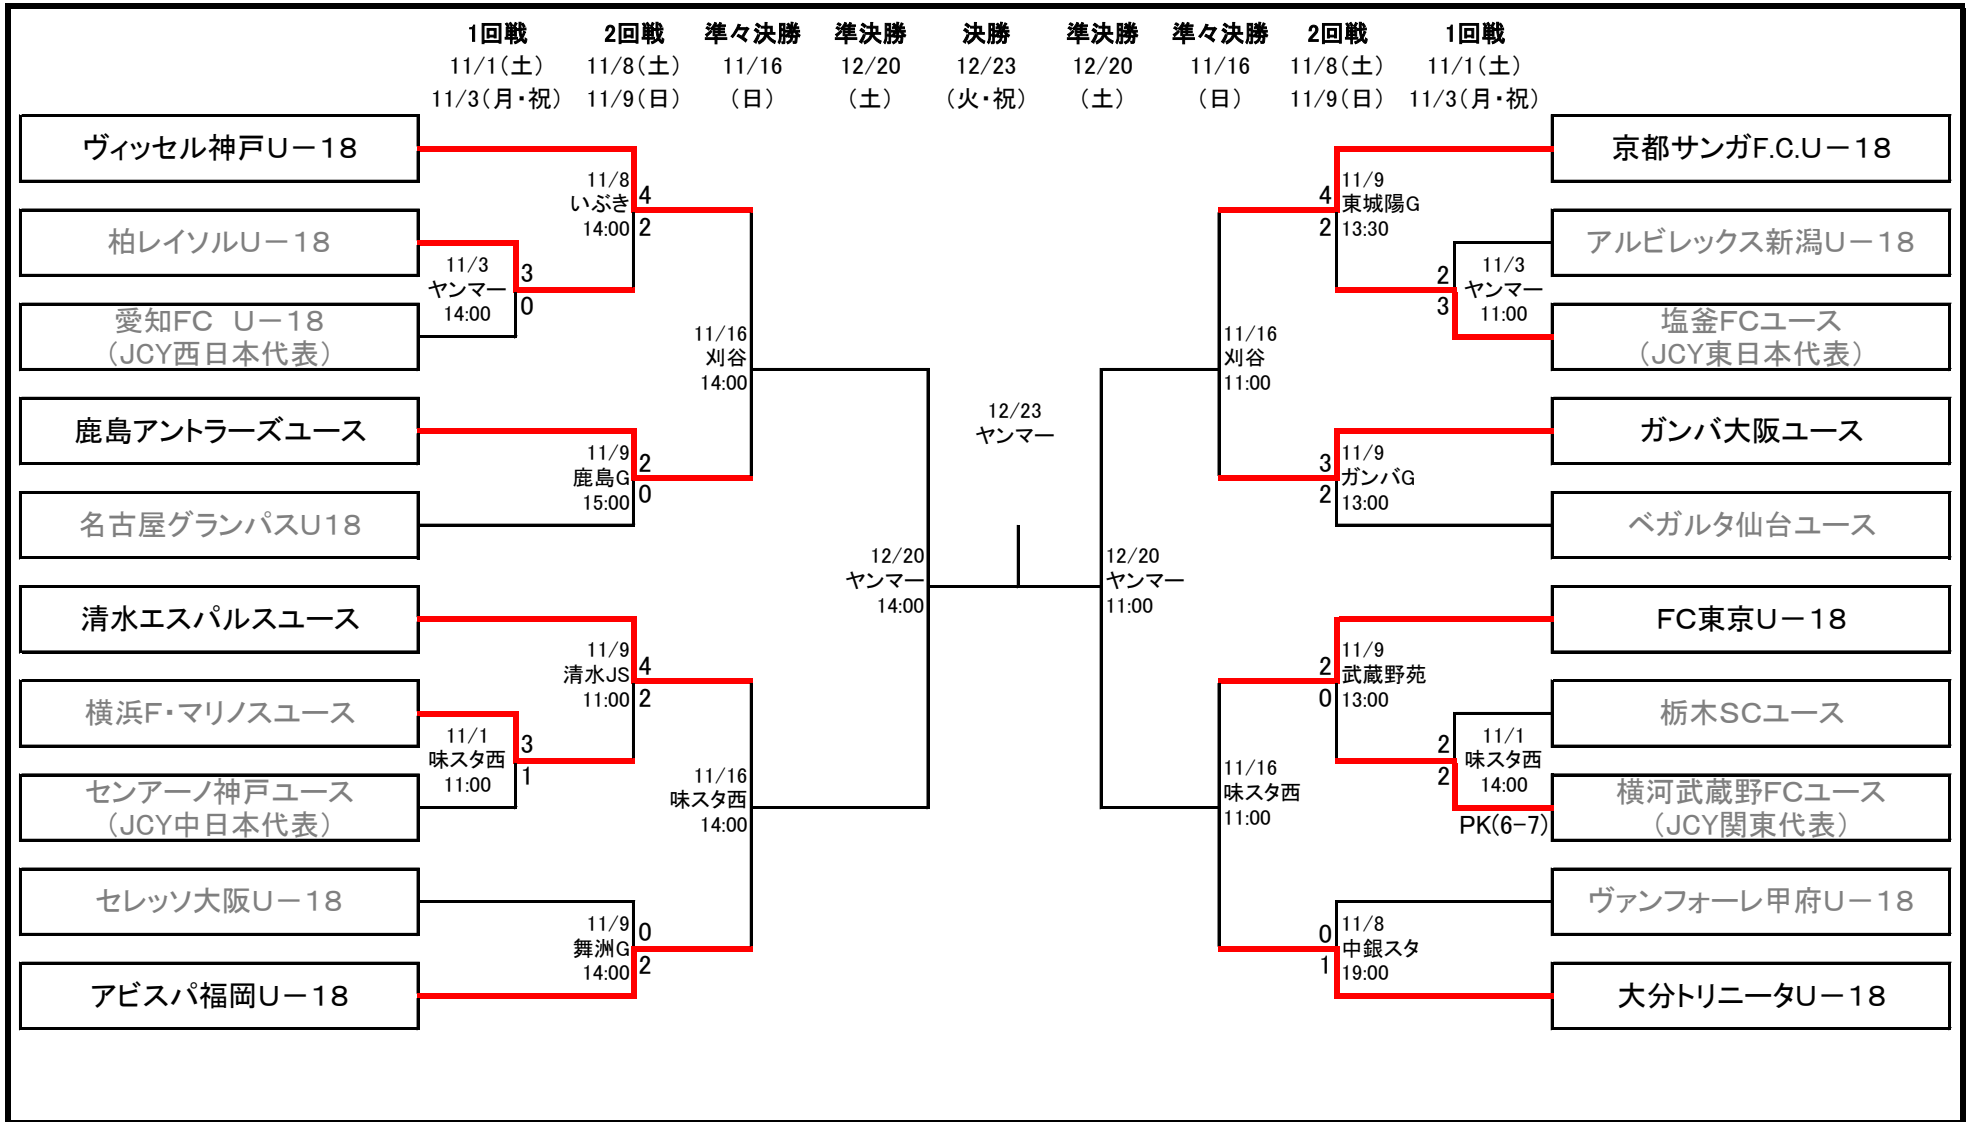 1回戦 2回戦 準々決勝 準決勝 決勝 準決勝 準々決勝 2回戦 1回戦
11/1(土) 11/8(土) 11/16 12/20 12/23 12/20 11/16 11/8(土) 11/1(土)
11/3(月・祝) 11/9(日) (日) (土) (火・祝) (土) (日) 11/9(日) 11/3(月・祝)
ヴィッセル神戸U-18
柏レイソルU-18
愛知FC U-18
(JCY西日本代表)
鹿島アントラーズユース
名古屋グランパスU18
清水エスパルスユース
横浜F・マリノスユース
センアーノ神戸ユース
(JCY中日本代表)
セレッソ大阪U-18
アビスパ福岡U-18
11/3
ヤンマー
14:00
3
0
11/1
味スタ西
11:00
3
1
11/8
いぶき
14:00
4
2
11/9
鹿島G
15:00
2
0
11/9
清水JS
11:00
4
2
11/9
舞洲G
14:00
0
2
11/16
刈谷
14:00
11/16
味スタ西
14:00
12/20
ヤンマー
14:00
12/23
ヤンマー
12/20
ヤンマー
11:00
11/16
刈谷
11:00
11/16
味スタ西
11:00
4
2
11/9
東城陽G
13:30
3
2
11/9
ガンバG
13:00
2
0
11/9
武蔵野苑
13:00
0
1
11/8
中銀スタ
19:00
2
3
11/3
ヤンマー
11:00
2
2
11/1
味スタ西
14:00
PK(6-7)
京都サンガF.C.U-18
アルビレックス新潟U-18
塩釜FCユース
(JCY東日本代表)
ガンバ大阪ユース
ベガルタ仙台ユース
FC東京U-18
栃木SCユース
横河武蔵野FCユース
(JCY関東代表)
ヴァンフォーレ甲府U-18
大分トリニータU-18